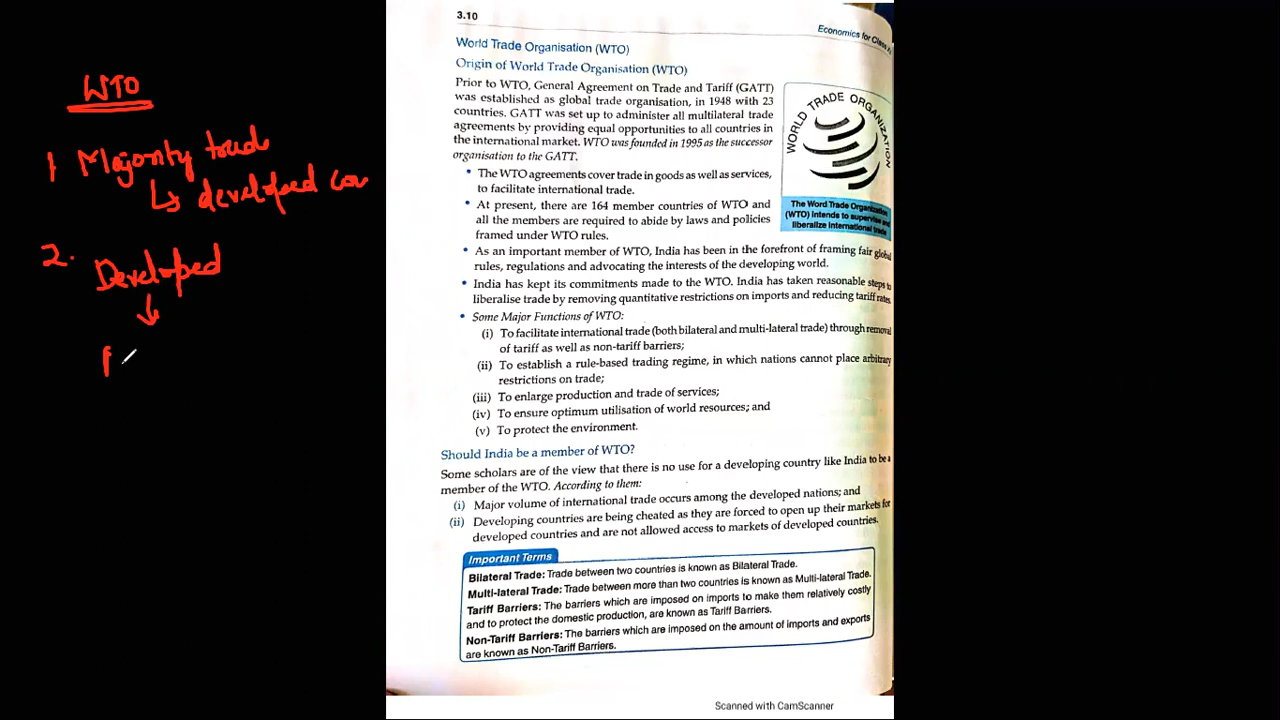 WTO
1. Majority trade
↳ developed cou
2. Developed
↓
3.10
Economics for Class
World Trade Organisation (WTO)
Origin of World Trade Organisation (WTO)
Prior to WTO, General Agreement on Trade and Tariff (GATT)
was established as global trade organisation, in 1948 with 23
countries. GATT was set up to administer all multilateral trade
agreements by providing equal opportunities to all countries in
the international market. WTO was founded in 1995 as the successor
organisation to the GATT.
• The WTO agreements cover trade in goods as well as services,
to facilitate international trade.
• At present, there are 164 member countries of WTO and
all the members are required to abide by laws and policies
framed under WTO rules.
WORLD TRADE ORGANIZATION
The Word Trade Organization
(WTO) intends to supervise and
liberalize international trade
• As an important member of WTO, India has been in the forefront of framing fair global
rules, regulations and advocating the interests of the developing world.
• India has kept its commitments made to the WTO. India has taken reasonable steps to
liberalise trade by removing quantitative restrictions on imports and reducing tariff rates.
• Some Major Functions of WTO:
(i) To facilitate international trade (both bilateral and multi-lateral trade) through removal
of tariff as well as non-tariff barriers;
(ii) To establish a rule-based trading regime, in which nations cannot place arbitrary
restrictions on trade;
(iii) To enlarge production and trade of services;
(iv) To ensure optimum utilisation of world resources; and
(v) To protect the environment.
Should India be a member of WTO?
Some scholars are of the view that there is no use for a developing country like India to be a
member of the WTO. According to them:
(i) Major volume of international trade occurs among the developed nations; and
(ii) Developing countries are being cheated as they are forced to open up their markets for
developed countries and are not allowed access to markets of developed countries.
Important Terms
Bilateral Trade: Trade between two countries is known as Bilateral Trade.
Multi-lateral Trade: Trade between more than two countries is known as Multi-lateral Trade.
Tariff Barriers: The barriers which are imposed on imports to make them relatively costly
and to protect the domestic production, are known as Tariff Barriers.
Non-Tariff Barriers: The barriers which are imposed on the amount of imports and exports
are known as Non-Tariff Barriers.
Scanned with CamScanner